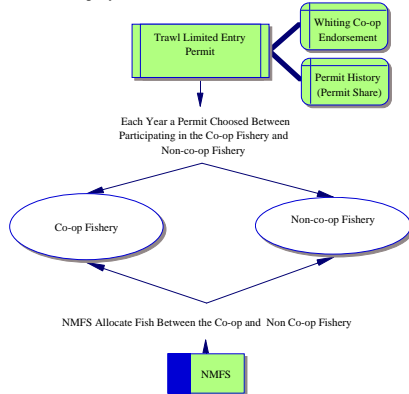 Trawl Limited Entry
Permit
Whiting Co-op
Endorsement
Permit History
(Permit Share)
Each Year a Permit Choosed Between
Participating in the Co-op Fishery and
Non-co-op Fishery
Co-op Fishery
Non-co-op Fishery
NMFS Allocate Fish Between the Co-op and Non Co-op Fishery
NMFS